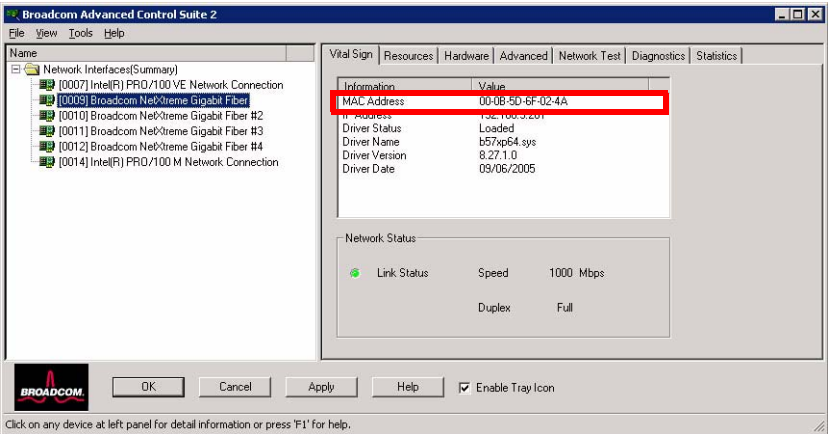 Broadcom Advanced Control Suite 2
File View Tools Help
Name
Network Interfaces(Summary)
[0007] Intel(R) PRO/100 VE Network Connection
[0009] Broadcom NetXtreme Gigabit Fiber
[0010] Broadcom NetXtreme Gigabit Fiber #2
[0011] Broadcom NetXtreme Gigabit Fiber #3
[0012] Broadcom NetXtreme Gigabit Fiber #4
[0014] Intel(R) PRO/100 M Network Connection
Vital Sign Resources Hardware Advanced Network Test Diagnostics Statistics
Information Value
MAC Address 00-0B-5D-6F-02-4A
IP Address
Driver Status Loaded
Driver Name b57xp64.sys
Driver Version 8.27.1.0
Driver Date 09/06/2005
Network Status
Link Status Speed 1000 Mbps
Duplex Full
BROADCOM.
OK Cancel Apply Help Enable Tray Icon
Click on any device at left panel for detail information or press 'F1' for help.